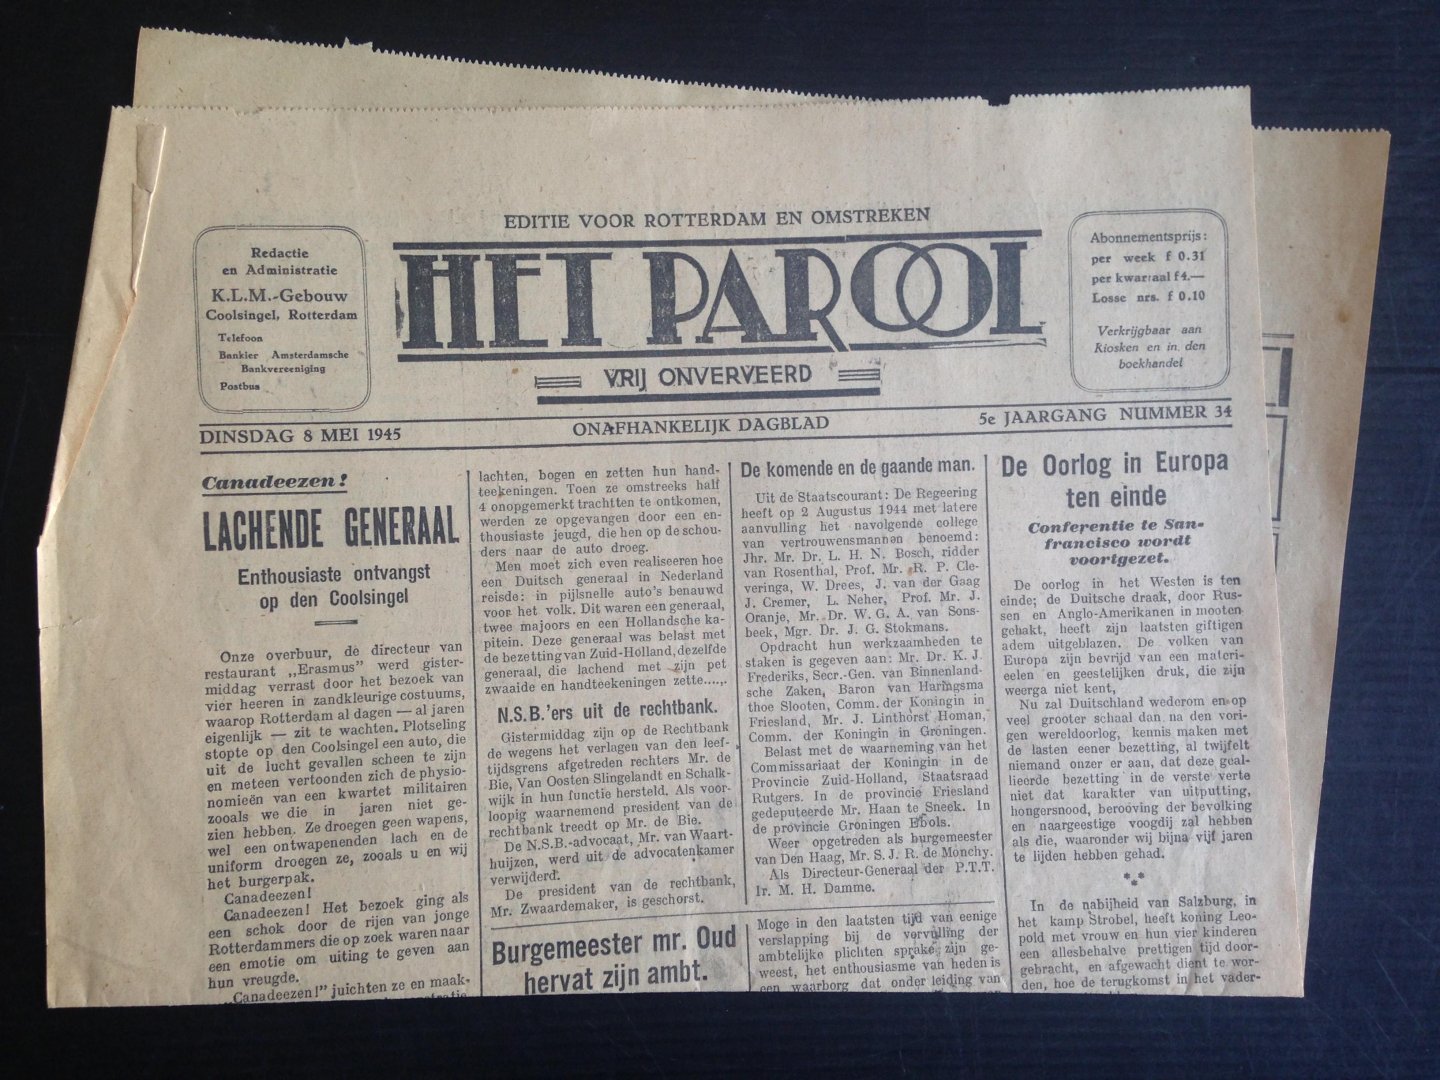 EDITIE VOOR ROTTERDAM EN OMSTREKEN
Redactie
en Administratie
K.L.M.-Gebouw
Coolsingel, Rotterdam
Telefoon
Bankier Amsterdamsche
Bankvereeniging
Postbus
HET PAROOL
VRIJ ONVERVEERD
Abonnementsprijs:
per week f 0.31
per kwartaal f 4.—
Losse nrs. f 0.10
Verkrijgbaar aan
Kiosken en in den
boekhandel
DINSDAG 8 MEI 1945
ONAFHANKELIJK DAGBLAD
5e JAARGANG NUMMER 34
Canadeezen!
LACHENDE GENERAAL
Enthousiaste ontvangst
op den Coolsingel
Onze overbuur, de directeur van
restaurant „Erasmus” werd gister-
middag verrast door het bezoek van
vier heeren in zandkleurige costuums,
waarop Rotterdam al dagen — al jaren
eigenlijk — zit te wachten. Plotseling
stopte op den Coolsingel een auto, die
uit de lucht gevallen scheen te zijn
en meteen vertoonden zich de physio-
nomieën van een kwartet militairen
zooals we die in jaren niet ge-
zien hebben. Ze droegen geen wapens,
wel een ontwapenenden lach en de
uniform droegen ze, zooals u en wij
het burgerpak.
Canadeezen!
Canadeezen! Het bezoek ging als
een schok door de rijen van jonge
Rotterdammers die op zoek waren naar
een emotie om uiting te geven aan
hun vreugde.
„Canadeezen!” juichten ze en maak-
lachten, bogen en zetten hun hand-
teekeningen. Toen ze omstreeks half
4 onopgemerkt trachtten te ontkomen,
werden ze opgevangen door een en-
thousiaste jeugd, die hen op de schou-
ders naar de auto droeg.
Men moet zich even realiseeren hoe
een Duitsch generaal in Nederland
reisde: in pijlsnelle auto's benauwd
voor het volk. Dit waren een generaal,
twee majoors en een Hollandsche ka-
pitein. Deze generaal was belast met
de bezetting van Zuid-Holland, dezelfde
generaal, die lachend met zijn pet
zwaaide en handteekeningen zette.....
N.S.B.'ers uit de rechtbank.
Gistermiddag zijn op de Rechtbank
de wegens het verlagen van den leef-
tijdsgrens afgetreden rechters Mr. de
Bie, Van Oosten Slingelandt en Schalk-
wijk in hun functie hersteld. Als voor-
loopig waarnemend president van de
rechtbank treedt op Mr. de Bie.
De N.S.B.-advocaat, Mr. van Waart-
huijzen, werd uit de advocatenkamer
verwijderd.
De president van de rechtbank,
Mr. Zwaardemaker, is geschorst.
Burgemeester mr. Oud
hervat zijn ambt.
De komende en de gaande man.
Uit de Staatscourant: De Regeering
heeft op 2 Augustus 1944 met latere
aanvulling het navolgende college
van vertrouwensmannen benoemd:
Jhr. Mr. Dr. L. H. N. Bosch, ridder
van Rosenthal, Prof. Mr. R. P. Cle-
veringa, W. Drees, J. van der Gaag
J. Cremer, L. Neher, Prof. Mr. J.
Oranje, Mr. Dr. W. G. A. van Sons-
beek, Mgr. Dr. J. G. Stokmans.
Opdracht hun werkzaamheden te
staken is gegeven aan: Mr. Dr. K. J.
Frederiks, Secr.-Gen. van Binnenland-
sche Zaken, Baron van Haringsma
thoe Slooten, Comm. der Koningin in
Friesland, Mr. J. Linthorst Homan,
Comm. der Koningin in Groningen.
Belast met de waarneming van het
Commissariaat der Koningin in de
Provincie Zuid-Holland, Staatsraad
Rutgers. In de provincie Friesland
gedeputeerde Mr. Haan te Sneek. In
de provincie Groningen Ebols.
Weer opgetreden als burgemeester
van Den Haag, Mr. S. J. R. de Monchy.
Als Directeur-Generaal der P.T.T.
Ir. M. H. Damme.
Moge in den laatsten tijd van eenige
verslapping bij de vervulling der
ambtelijke plichten sprake zijn ge-
weest, het enthousiasme van heden is
een waarborg dat onder leiding van
De Oorlog in Europa
ten einde
Conferentie te San-
francisco wordt
voortgezet.
De oorlog in het Westen is ten
einde; de Duitsche draak, door Rus-
sen en Anglo-Amerikanen in mooten
gehakt, heeft zijn laatsten giftigen
adem uitgeblazen. De volken van
Europa zijn bevrijd van een materi-
eelen en geestelijken druk, die zijn
weerga niet kent,
Nu zal Duitschland wederom en op
veel grooter schaal dan na den vori-
gen wereldoorlog, kennis maken met
de lasten eener bezetting, al twijfelt
niemand onzer er aan, dat deze geal-
lieerde bezetting in de verste verte
niet dat karakter van uitputting,
hongersnood, berooving der bevolking
en naargeestige voogdij zal hebben
als die, waaronder wij bijna vijf jaren
te lijden hebben gehad.
***
In de nabijheid van Salzburg, in
het kamp Strobel, heeft koning Leo-
pold met vrouw en hun vier kinderen
een allesbehalve prettigen tijd door-
gebracht, en afgewacht dient te wor-
den, hoe de terugkomst in het vader-